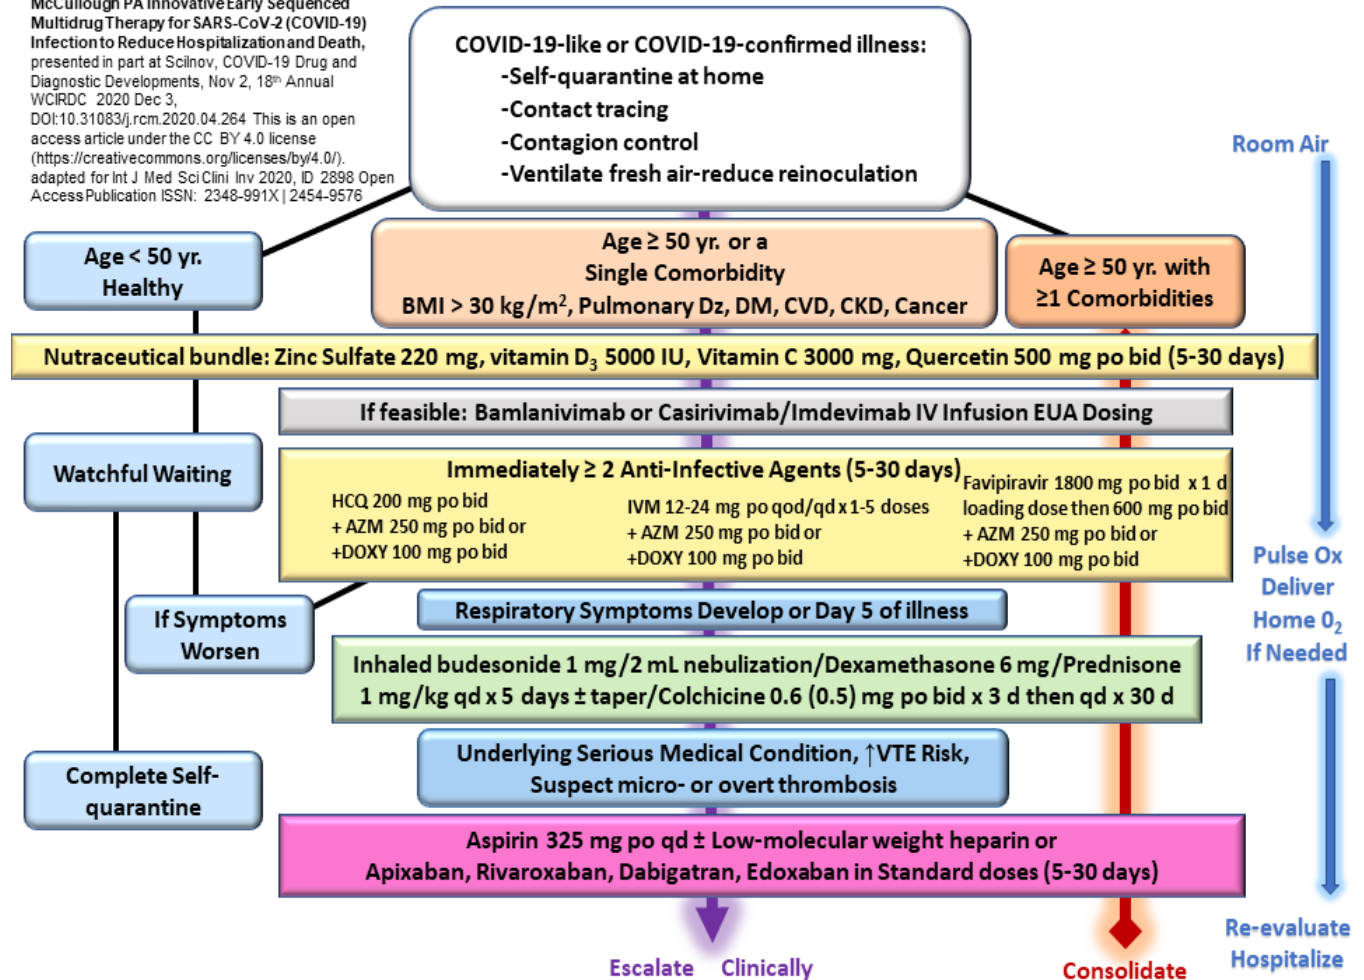 McCullough PA Innovative Early Sequenced
Multidrug Therapy for SARS-CoV-2 (COVID-19)
Infection to Reduce Hospitalization and Death,
presented in part at Scilnov, COVID-19 Drug and
Diagnostic Developments, Nov 2, 18th Annual
WCIRDC 2020 Dec 3,
DOI:10.31083/j.rcm.2020.04.264 This is an open
access article under the CC BY 4.0 license
(https://creativecommons.org/licenses/by/4.0/).
adapted for Int J Med Sci Clini Inv 2020, ID 2898 Open
Access Publication ISSN: 2348-991X | 2454-9576
COVID-19-like or COVID-19-confirmed illness:
-Self-quarantine at home
-Contact tracing
-Contagion control
-Ventilate fresh air-reduce reinoculation
Room Air
Age < 50 yr.
Healthy
Age ≥ 50 yr. or a
Single Comorbidity
BMI > 30 kg/m², Pulmonary Dz, DM, CVD, CKD, Cancer
Age ≥ 50 yr. with
≥1 Comorbidities
Nutraceutical bundle: Zinc Sulfate 220 mg, vitamin D₃ 5000 IU, Vitamin C 3000 mg, Quercetin 500 mg po bid (5-30 days)
If feasible: Bamlanivimab or Casirivimab/Imdevimab IV Infusion EUA Dosing
Watchful Waiting
Immediately ≥ 2 Anti-Infective Agents (5-30 days)
HCQ 200 mg po bid
+ AZM 250 mg po bid or
+DOXY 100 mg po bid
IVM 12-24 mg po qod/qd x 1-5 doses
+ AZM 250 mg po bid or
+DOXY 100 mg po bid
Favipiravir 1800 mg po bid x 1 d
loading dose then 600 mg po bid
+ AZM 250 mg po bid or
+DOXY 100 mg po bid
Pulse Ox
Deliver
Home 0₂
If Needed
If Symptoms
Worsen
Respiratory Symptoms Develop or Day 5 of illness
Inhaled budesonide 1 mg/2 mL nebulization/Dexamethasone 6 mg/Prednisone
1 mg/kg qd x 5 days ± taper/Colchicine 0.6 (0.5) mg po bid x 3 d then qd x 30 d
Underlying Serious Medical Condition, ↑VTE Risk,
Suspect micro- or overt thrombosis
Complete Self-
quarantine
Aspirin 325 mg po qd ± Low-molecular weight heparin or
Apixaban, Rivaroxaban, Dabigatran, Edoxaban in Standard doses (5-30 days)
Re-evaluate
Hospitalize
Escalate Clinically
Consolidate